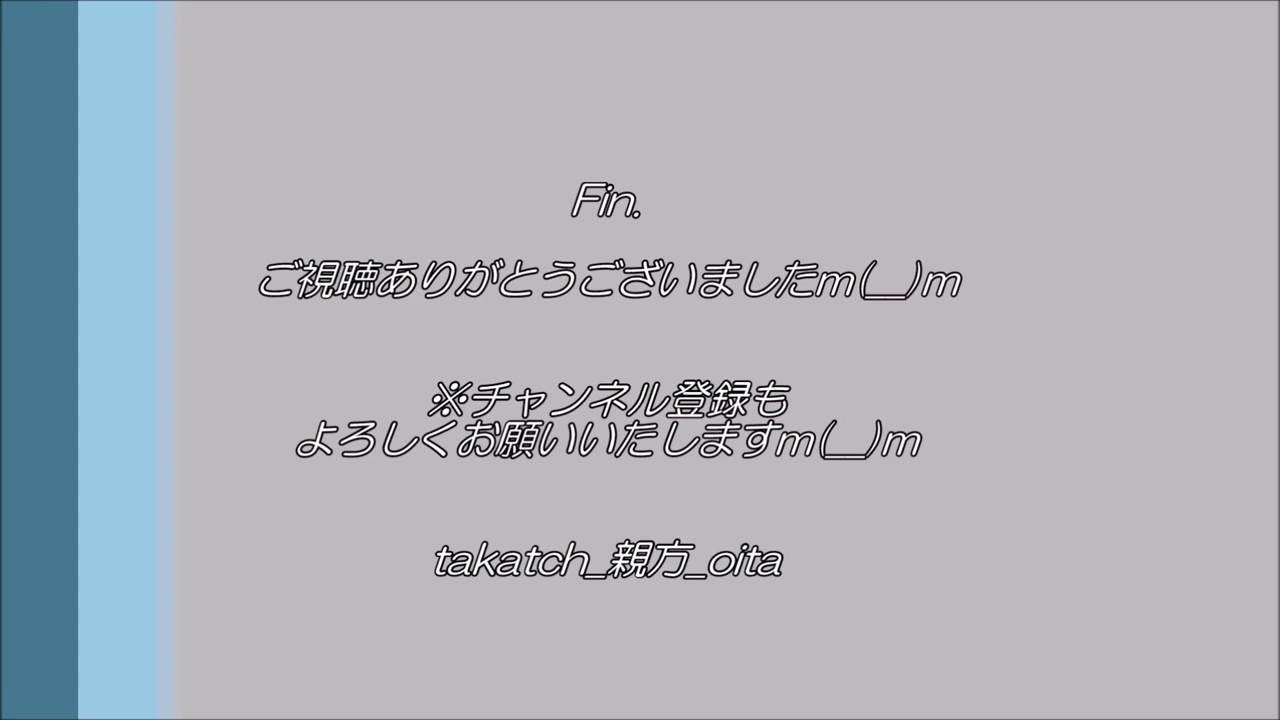 Fin.
ご視聴ありがとうございましたm(__)m
※チャンネル登録も
よろしくお願いいたしますm(__)m
takatch_親方_oita